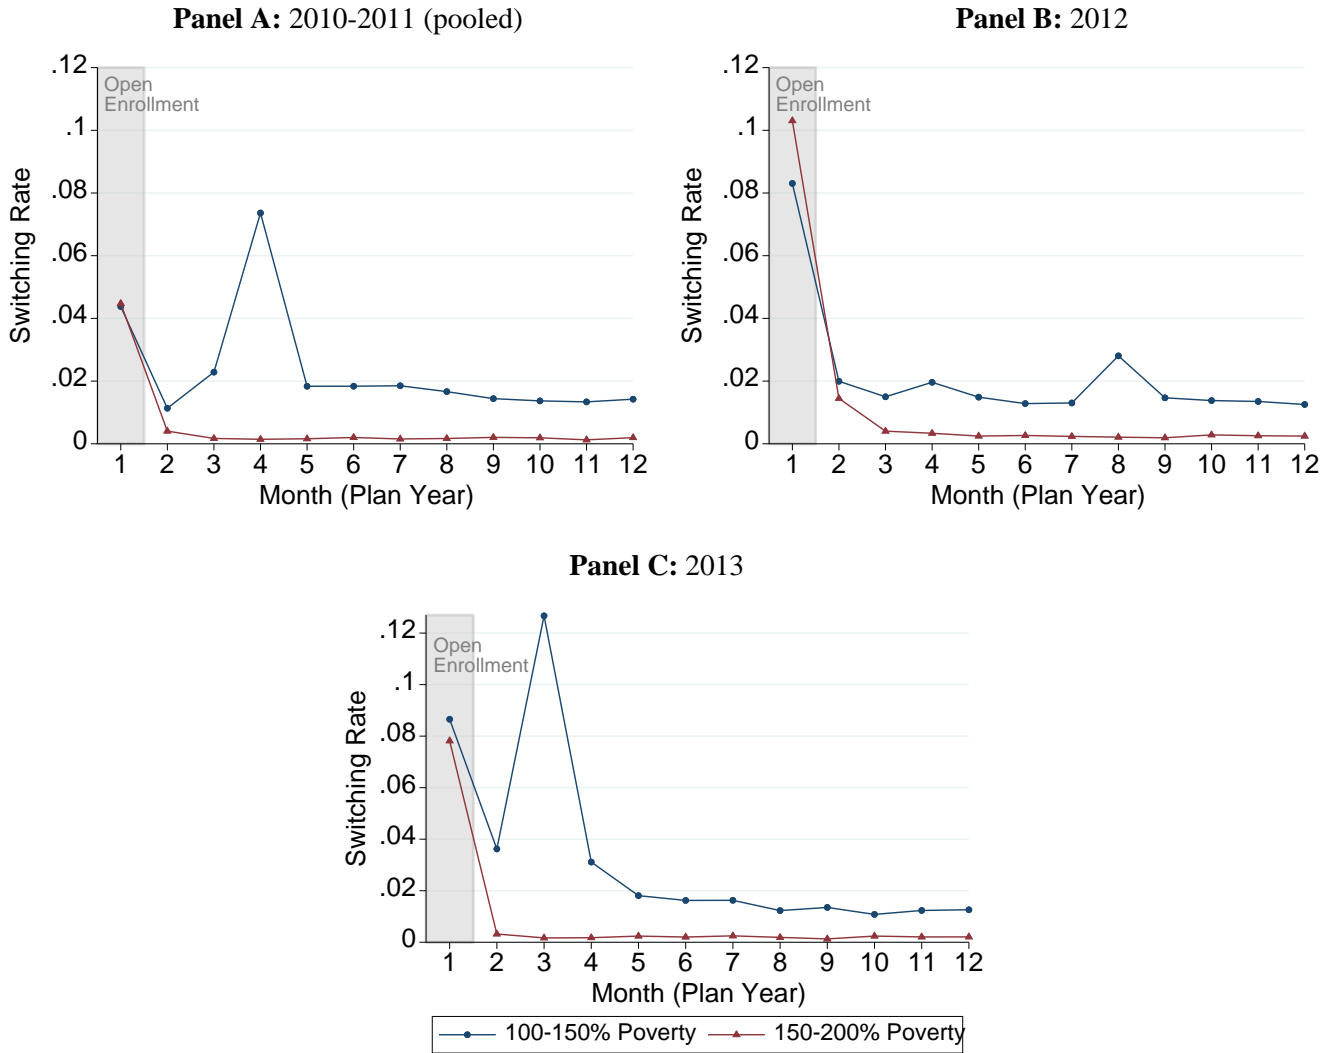 Panel A: 2010-2011 (pooled)
.12
.1
.08
.06
.04
.02
0
Switching Rate
Open
Enrollment
1 2 3 4 5 6 7 8 9 10 11 12
Month (Plan Year)
Panel B: 2012
.12
.1
.08
.06
.04
.02
0
Switching Rate
Open
Enrollment
1 2 3 4 5 6 7 8 9 10 11 12
Month (Plan Year)
Panel C: 2013
.12
.1
.08
.06
.04
.02
0
Switching Rate
Open
Enrollment
1 2 3 4 5 6 7 8 9 10 11 12
Month (Plan Year)
100-150% Poverty 150-200% Poverty